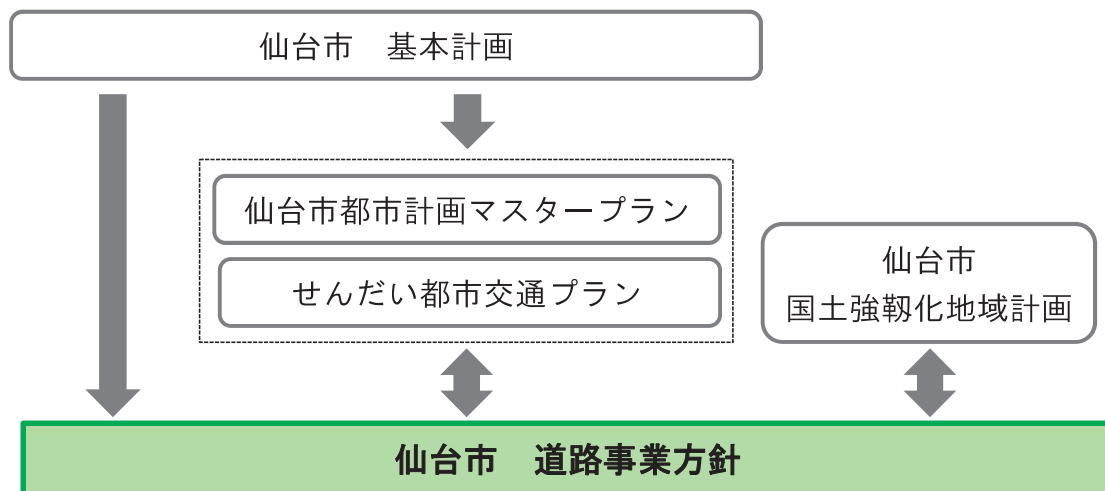 仙台市　基本計画
仙台市都市計画マスタープラン
せんだい都市交通プラン
仙台市
国土強靱化地域計画
仙台市　道路事業方針